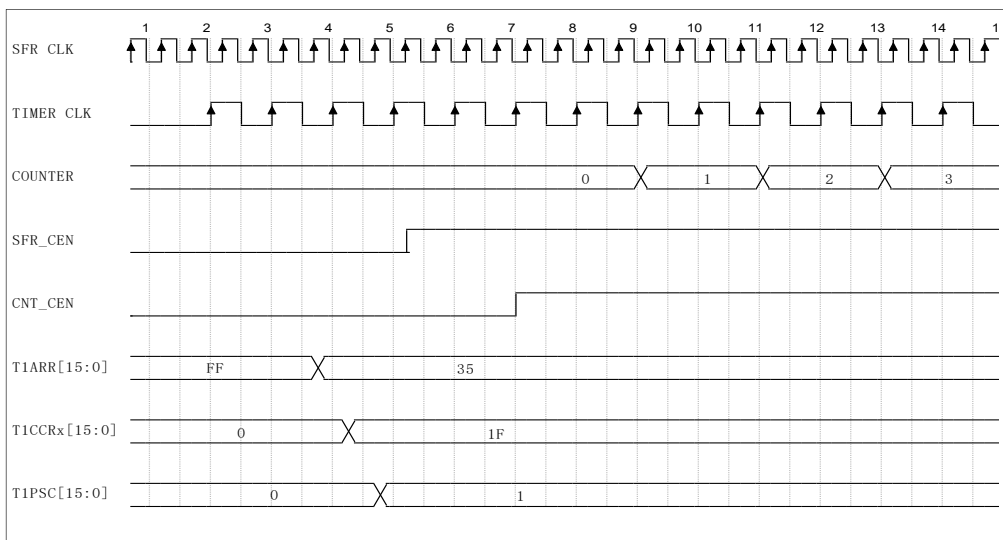 1 2 3 4 5 6 7 8 9 10 11 12 13 14 1
SFR CLK
TIMER CLK
COUNTER 0 1 2 3
SFR_CEN
CNT_CEN
T1ARR[15:0] FF 35
T1CCRx[15:0] 0 1F
T1PSC[15:0] 0 1